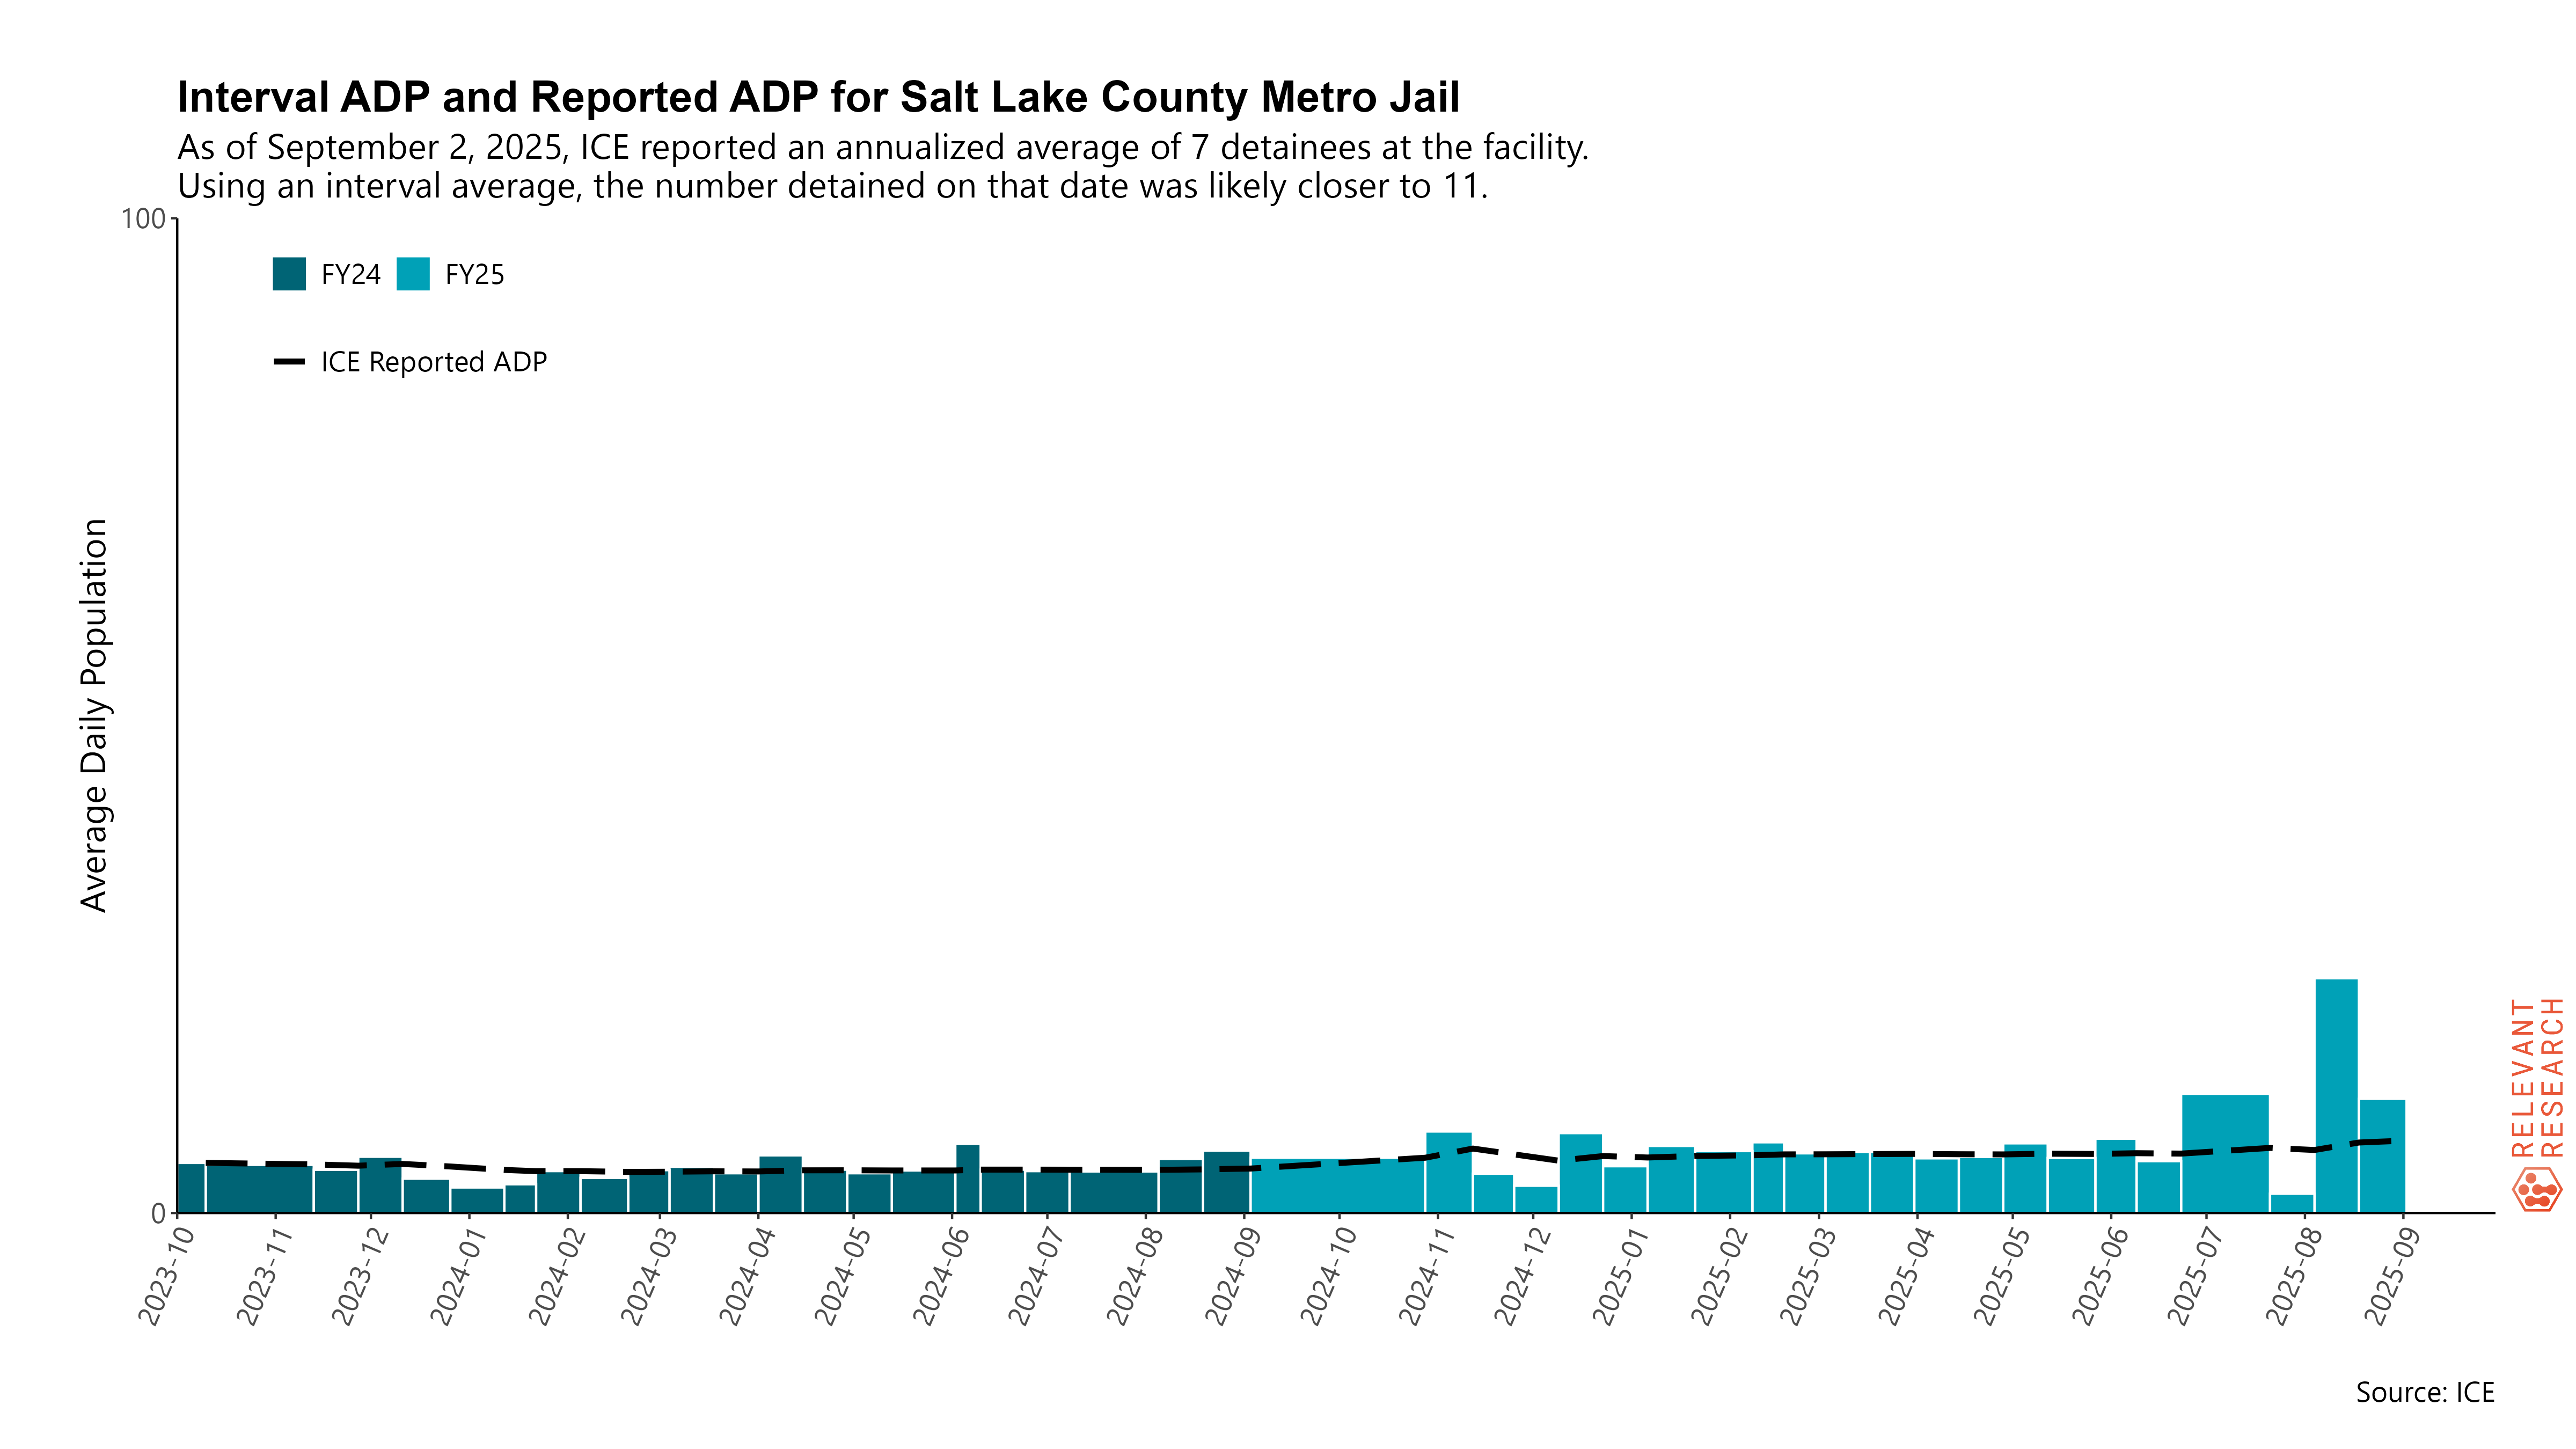 Interval ADP and Reported ADP for Salt Lake County Metro Jail
As of September 2, 2025, ICE reported an annualized average of 7 detainees at the facility.
Using an interval average, the number detained on that date was likely closer to 11.
100
FY24 FY25
ICE Reported ADP
Average Daily Population
0
2023-10
2023-11
2023-12
2024-01
2024-02
2024-03
2024-04
2024-05
2024-06
2024-07
2024-08
2024-09
2024-10
2024-11
2024-12
2025-01
2025-02
2025-03
2025-04
2025-05
2025-06
2025-07
2025-08
2025-09
RELEVANT
RESEARCH
Source: ICE